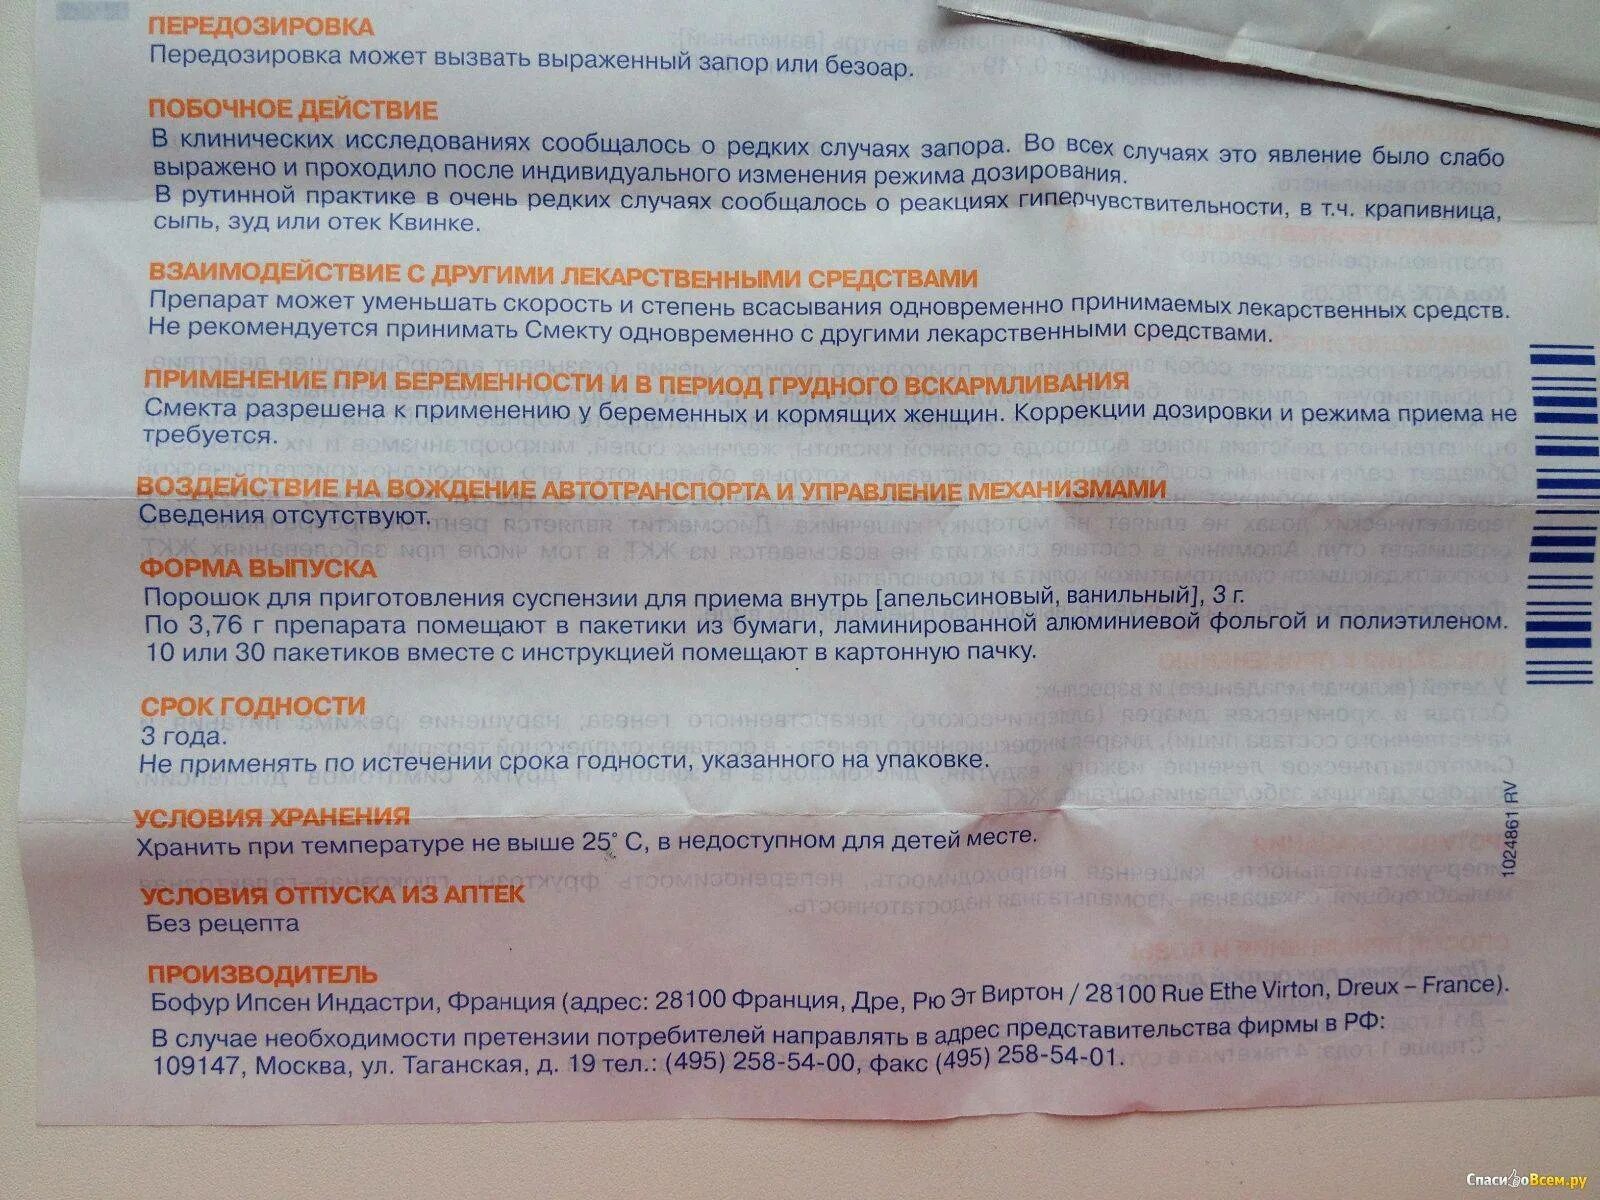 ПЕРЕДОЗИРОВКА
Передозировка может вызвать выраженный запор или безоар.
ПОБОЧНОЕ ДЕЙСТВИЕ
В клинических исследованиях сообщалось о редких случаях запора. Во всех случаях это явление было слабо
выражено и проходило после индивидуального изменения режима дозирования.
В рутинной практике в очень редких случаях сообщалось о реакциях гиперчувствительности, в т.ч. крапивница,
сыпь, зуд или отек Квинке.
ВЗАИМОДЕЙСТВИЕ С ДРУГИМИ ЛЕКАРСТВЕННЫМИ СРЕДСТВАМИ
Препарат может уменьшать скорость и степень всасывания одновременно принимаемых лекарственных средств.
Не рекомендуется принимать Смекту одновременно с другими лекарственными средствами.
ПРИМЕНЕНИЕ ПРИ БЕРЕМЕННОСТИ И В ПЕРИОД ГРУДНОГО ВСКАРМЛИВАНИЯ
Смекта разрешена к применению у беременных и кормящих женщин. Коррекции дозировки и режима приема не
требуется.
ВОЗДЕЙСТВИЕ НА ВОЖДЕНИЕ АВТОТРАНСПОРТА И УПРАВЛЕНИЕ МЕХАНИЗМАМИ
Сведения отсутствуют.
ФОРМА ВЫПУСКА
Порошок для приготовления суспензии для приема внутрь [апельсиновый, ванильный], 3 г.
По 3,76 г препарата помещают в пакетики из бумаги, ламинированной алюминиевой фольгой и полиэтиленом.
10 или 30 пакетиков вместе с инструкцией помещают в картонную пачку.
СРОК ГОДНОСТИ
3 года.
Не применять по истечении срока годности, указанного на упаковке.
УСЛОВИЯ ХРАНЕНИЯ
Хранить при температуре не выше 25° С, в недоступном для детей месте.
УСЛОВИЯ ОТПУСКА ИЗ АПТЕК
Без рецепта
ПРОИЗВОДИТЕЛЬ
Бофур Ипсен Индастри, Франция (адрес: 28100 Франция, Дре, Рю Эт Виртон / 28100 Rue Ethe Virton, Dreux – France).
В случае необходимости претензии потребителей направлять в адрес представительства фирмы в РФ:
109147, Москва, ул. Таганская, д. 19 тел.: (495) 258-54-00, факс (495) 258-54-01.
1024861 RV
СпасибоВсем.ру